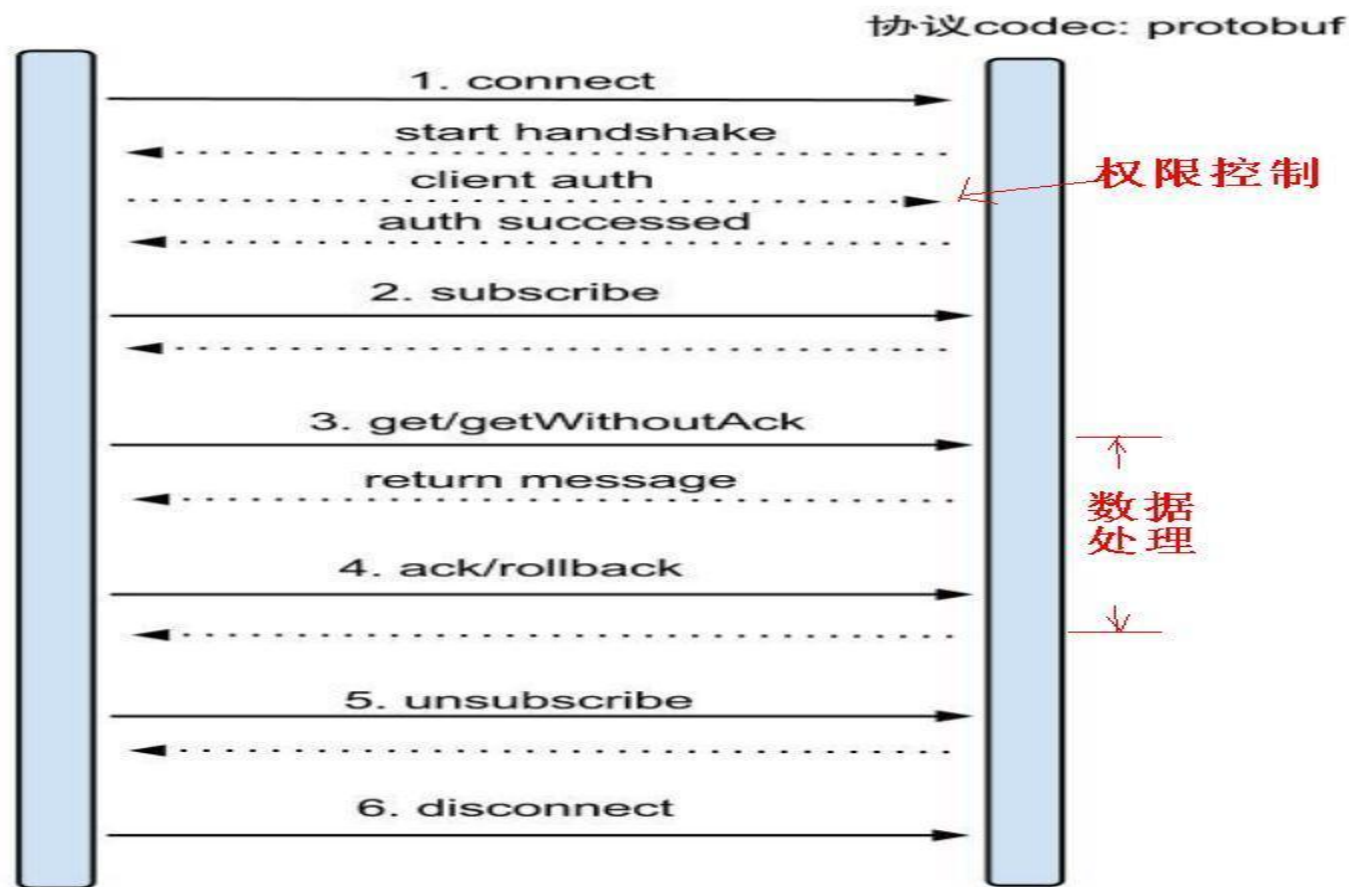 协议codec: protobuf
1. connect
start handshake
client auth
权限控制
auth successed
2. subscribe
3. get/getWithoutAck
return message
数据
处理
4. ack/rollback
5. unsubscribe
6. disconnect